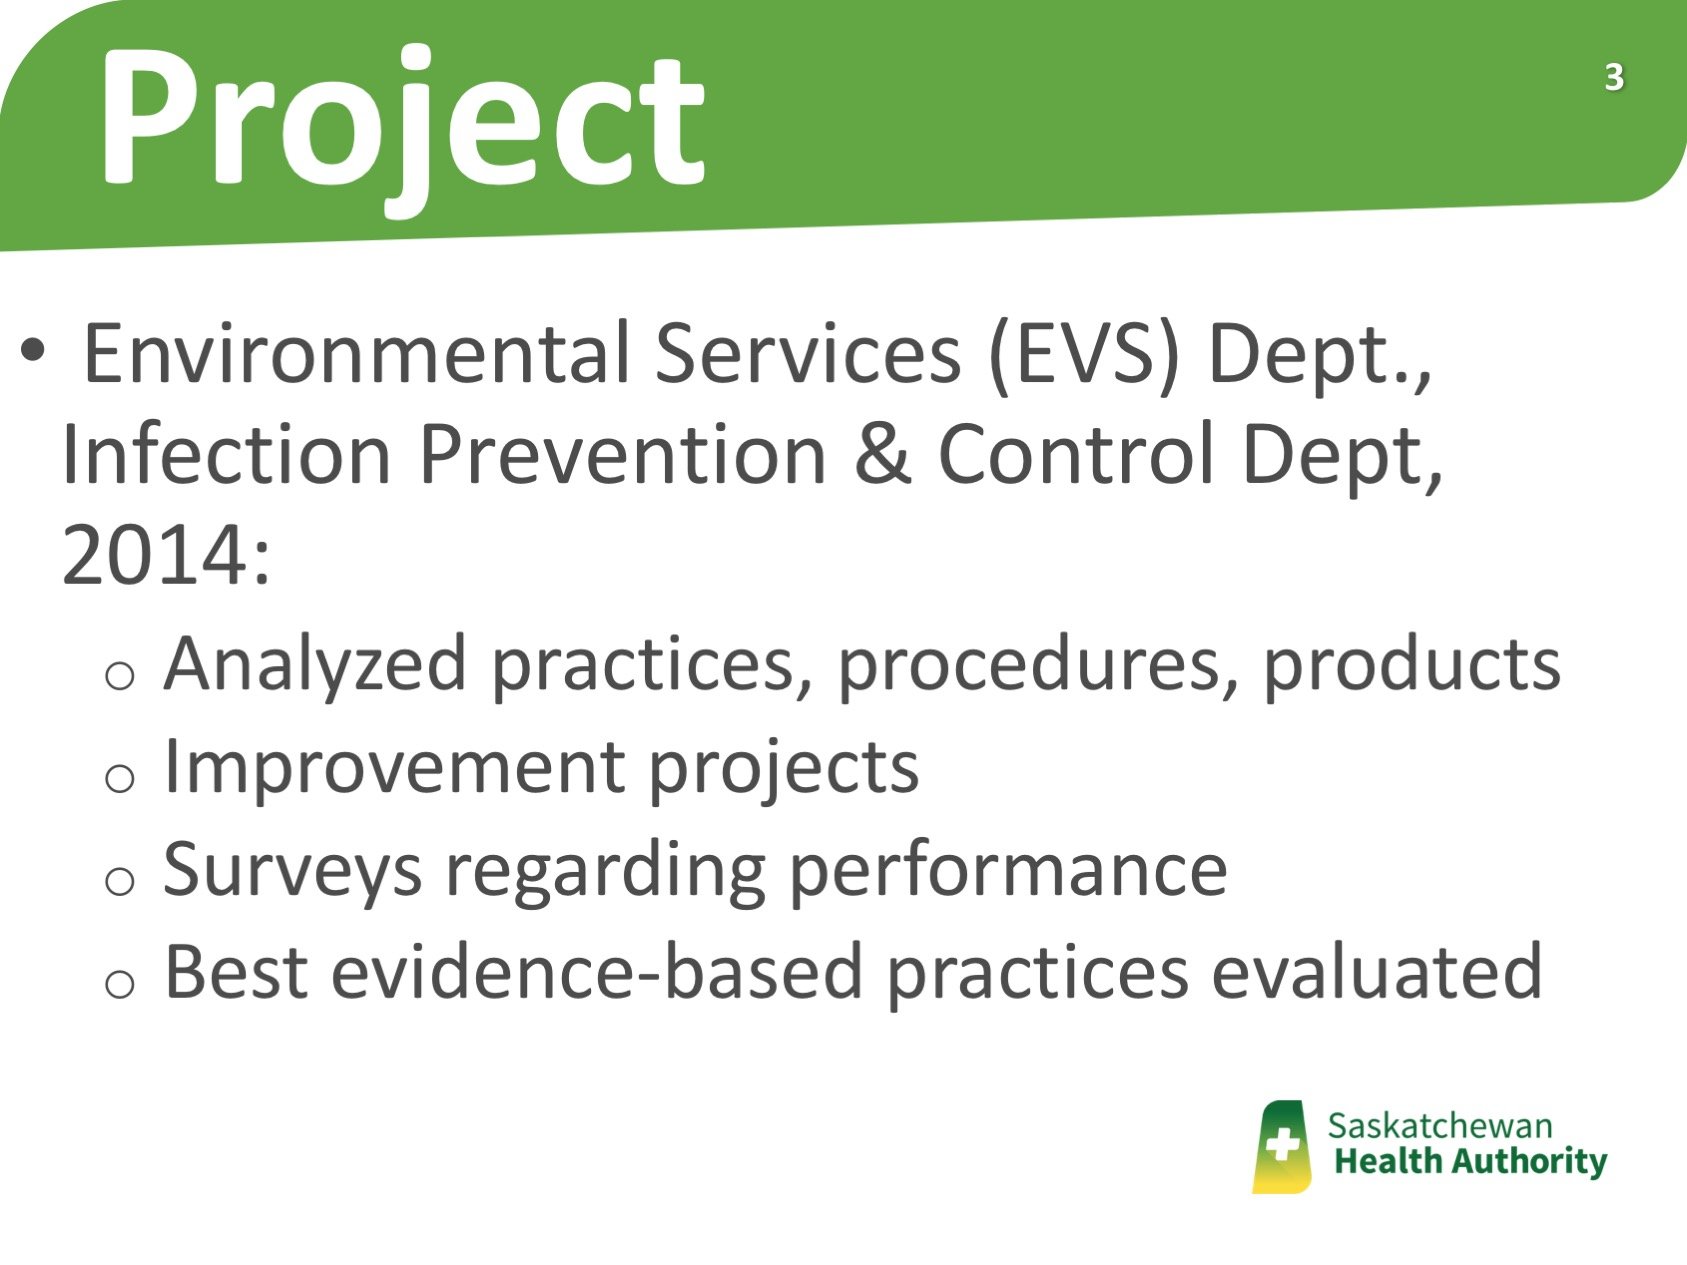 Project
3
• Environmental Services (EVS) Dept.,
Infection Prevention & Control Dept,
2014:
o Analyzed practices, procedures, products
o Improvement projects
o Surveys regarding performance
o Best evidence-based practices evaluated
Saskatchewan
Health Authority